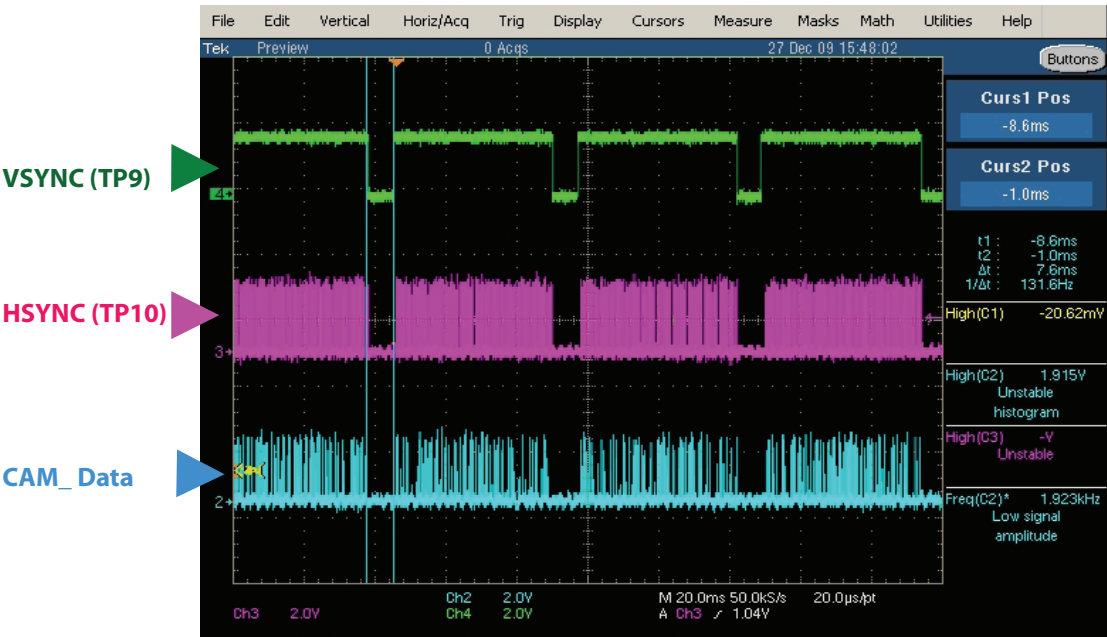 File Edit Vertical Horiz/Acq Trig Display Cursors Measure Masks Math Utilities Help
Tek Preview 0 Acqs 27 Dec 09 15:48:02
Buttons
Curs1 Pos
-8.6ms
Curs2 Pos
-1.0ms
VSYNC (TP9)
4
t1 : -8.6ms
t2 : -1.0ms
Δt : 7.6ms
1/Δt : 131.6Hz
HSYNC (TP10)
High(C1) -20.62mV
3
High(C2) 1.915V
Unstable
histogram
High(C3) -V
Unstable
CAM_ Data
2
Freq(C2)* 1.923kHz
Low signal
amplitude
Ch2 2.0V M 20.0ms 50.0kS/s 20.0µs/pt
Ch3 2.0V Ch4 2.0V A Ch3 1.04V